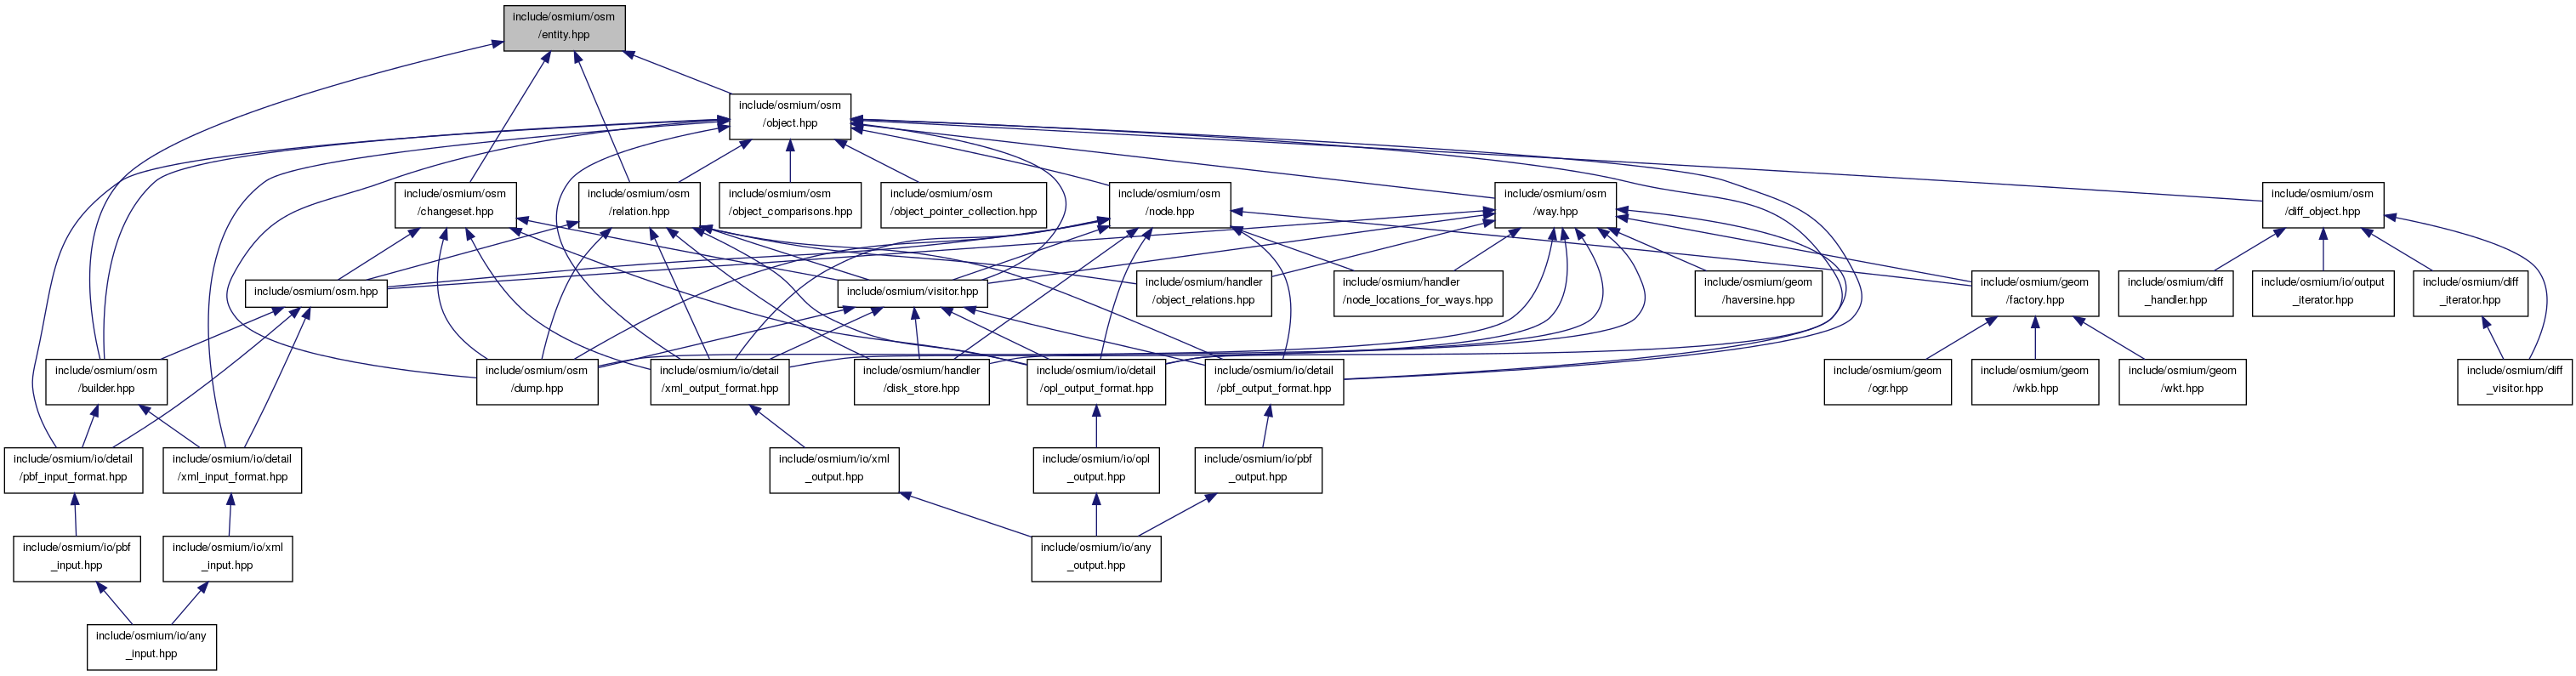 include/osmium/osm
/entity.hpp
include/osmium/osm
/object.hpp
include/osmium/osm
/changeset.hpp
include/osmium/osm
/relation.hpp
include/osmium/osm
/object_comparisons.hpp
include/osmium/osm
/object_pointer_collection.hpp
include/osmium/osm
/node.hpp
include/osmium/osm
/way.hpp
include/osmium/osm
/diff_object.hpp
include/osmium/osm.hpp
include/osmium/visitor.hpp
include/osmium/handler
/object_relations.hpp
include/osmium/handler
/node_locations_for_ways.hpp
include/osmium/geom
/haversine.hpp
include/osmium/geom
/factory.hpp
include/osmium/diff
_handler.hpp
include/osmium/io/output
_iterator.hpp
include/osmium/diff
_iterator.hpp
include/osmium/osm
/builder.hpp
include/osmium/osm
/dump.hpp
include/osmium/io/detail
/xml_output_format.hpp
include/osmium/handler
/disk_store.hpp
include/osmium/io/detail
/opl_output_format.hpp
include/osmium/io/detail
/pbf_output_format.hpp
include/osmium/geom
/ogr.hpp
include/osmium/geom
/wkb.hpp
include/osmium/geom
/wkt.hpp
include/osmium/diff
_visitor.hpp
include/osmium/io/detail
/pbf_input_format.hpp
include/osmium/io/detail
/xml_input_format.hpp
include/osmium/io/xml
_output.hpp
include/osmium/io/opl
_output.hpp
include/osmium/io/pbf
_output.hpp
include/osmium/io/pbf
_input.hpp
include/osmium/io/xml
_input.hpp
include/osmium/io/any
_output.hpp
include/osmium/io/any
_input.hpp